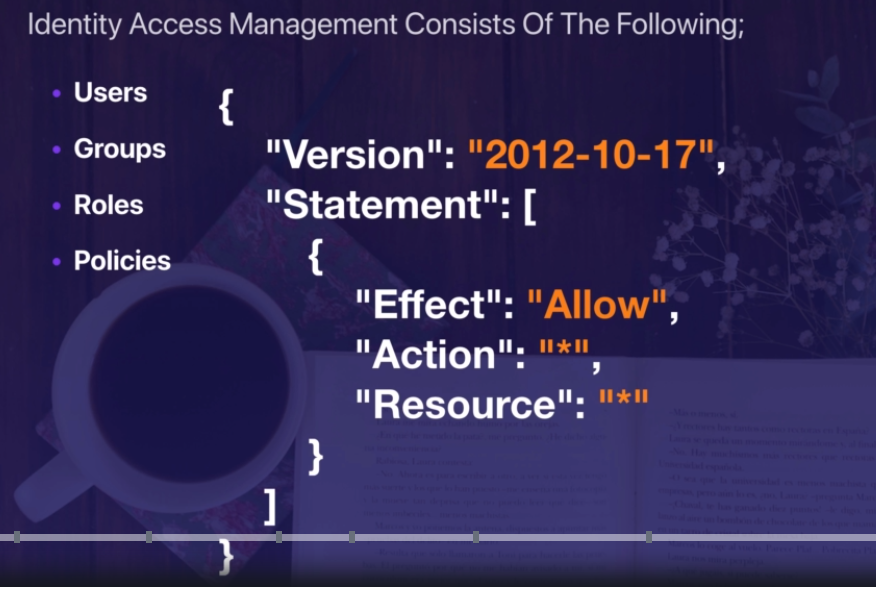 Identity Access Management Consists Of The Following;
• Users
• Groups
• Roles
• Policies
{
"Version": "2012-10-17",
"Statement": [
{
"Effect": "Allow",
"Action": "*",
"Resource": "*"
}
]
}